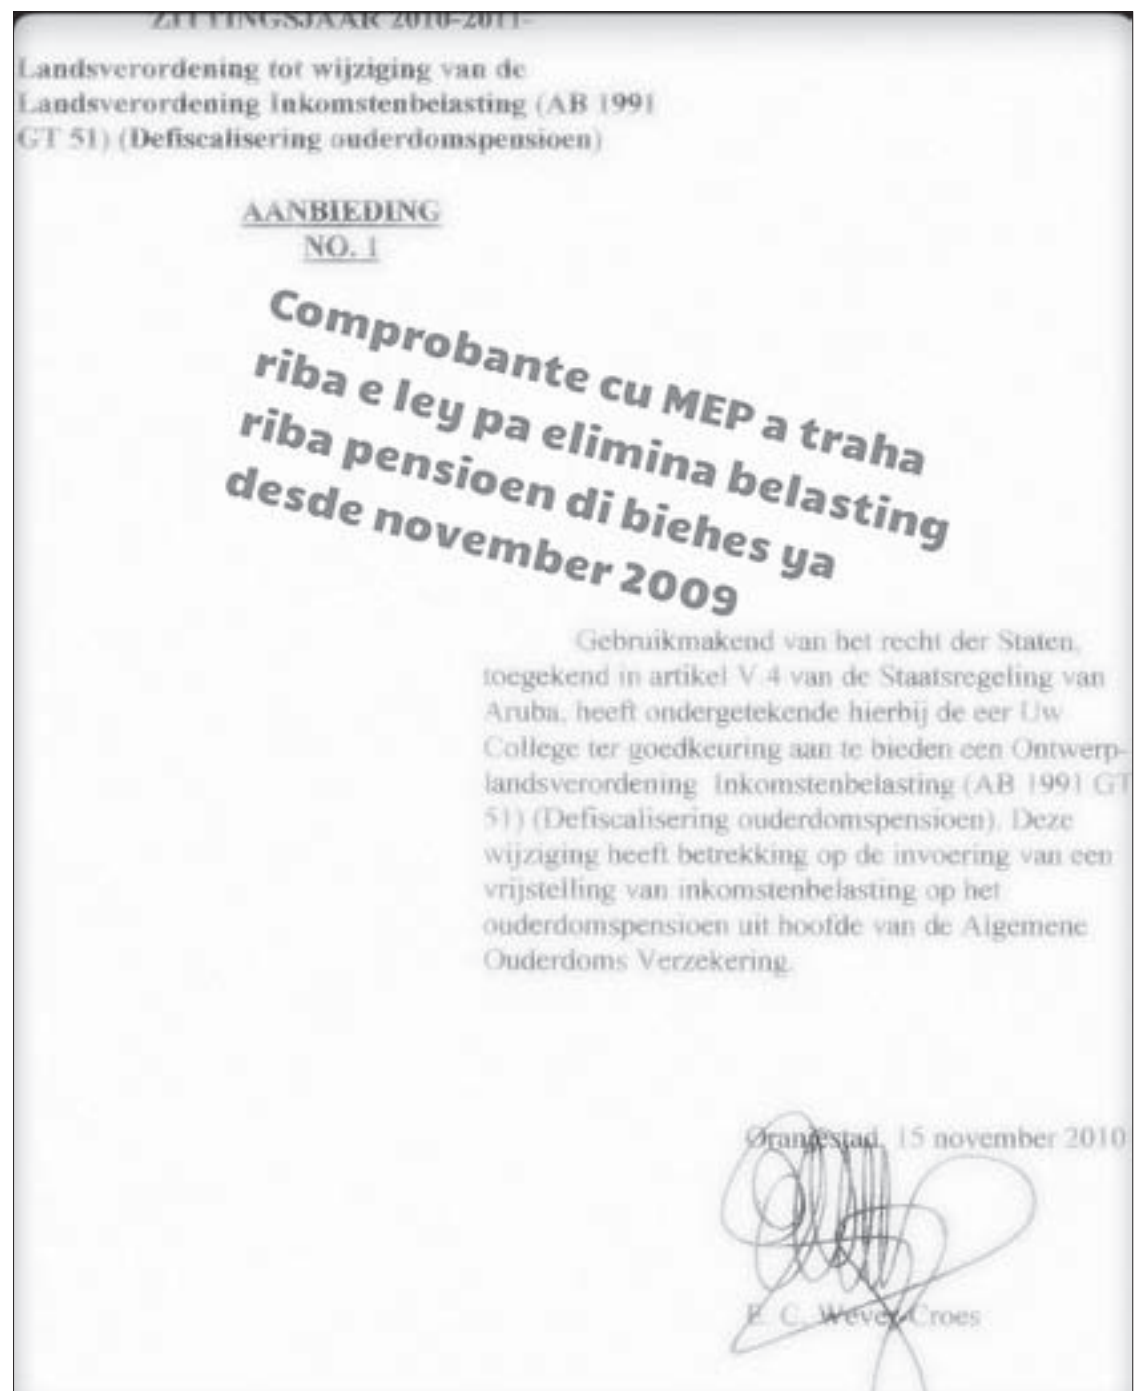 ZITTINGSJAAR 2010-2011-
Landsverordening tot wijziging van de
Landsverordening Inkomstenbelasting (AB 1991
GT 51) (Defiscalisering ouderdomspensioen)
AANBIEDING
NO. 1
Comprobante cu MEP a traha
riba e ley pa elimina belasting
riba pensioen di biehes ya
desde november 2009
Gebruikmakend van het recht der Staten,
toegekend in artikel V.4 van de Staatsregeling van
Aruba, heeft ondergetekende hierbij de eer Uw
College ter goedkeuring aan te bieden een Ontwerp-
landsverordening Inkomstenbelasting (AB 1991 GT
51) (Defiscalisering ouderdomspensioen). Deze
wijziging heeft betrekking op de invoering van een
vrijstelling van inkomstenbelasting op het
ouderdomspensioen uit hoofde van de Algemene
Ouderdoms Verzekering.
Oranjestad, 15 november 2010
E. C. Wever-Croes